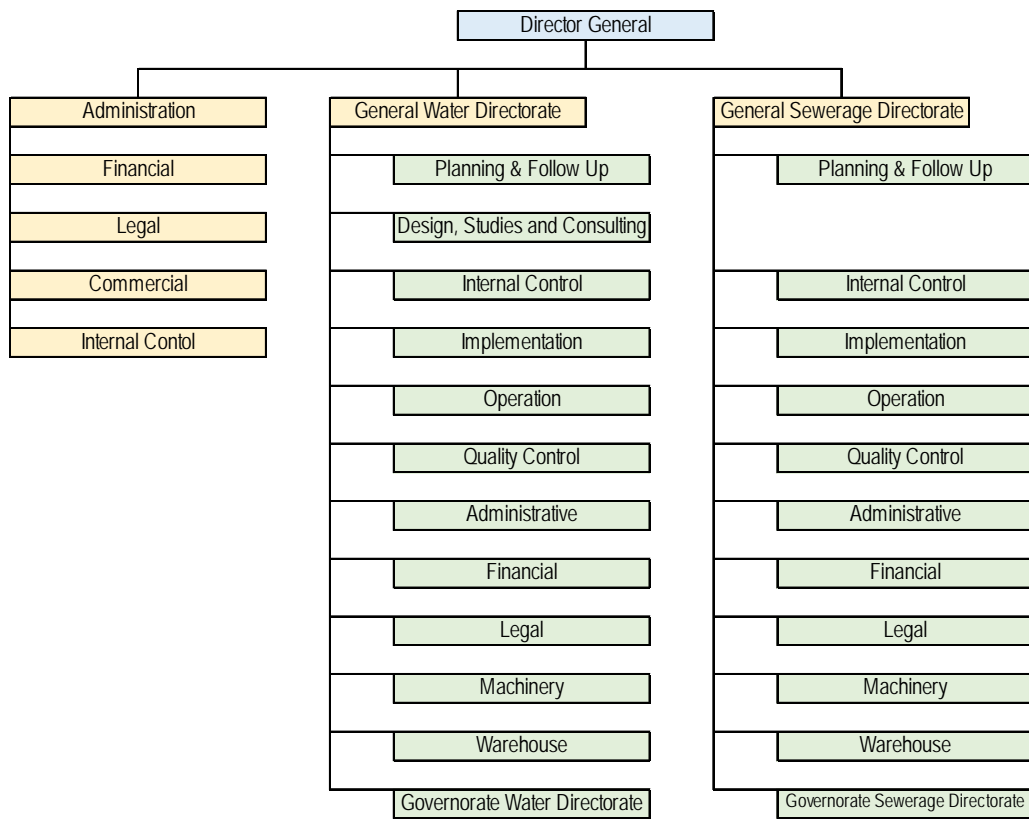 Director General
Administration
General Water Directorate
General Sewerage Directorate
Financial
Planning & Follow Up
Planning & Follow Up
Legal
Design, Studies and Consulting
Commercial
Internal Control
Internal Control
Internal Contol
Implementation
Implementation
Operation
Operation
Quality Control
Quality Control
Administrative
Administrative
Financial
Financial
Legal
Legal
Machinery
Machinery
Warehouse
Warehouse
Governorate Water Directorate
Governorate Sewerage Directorate